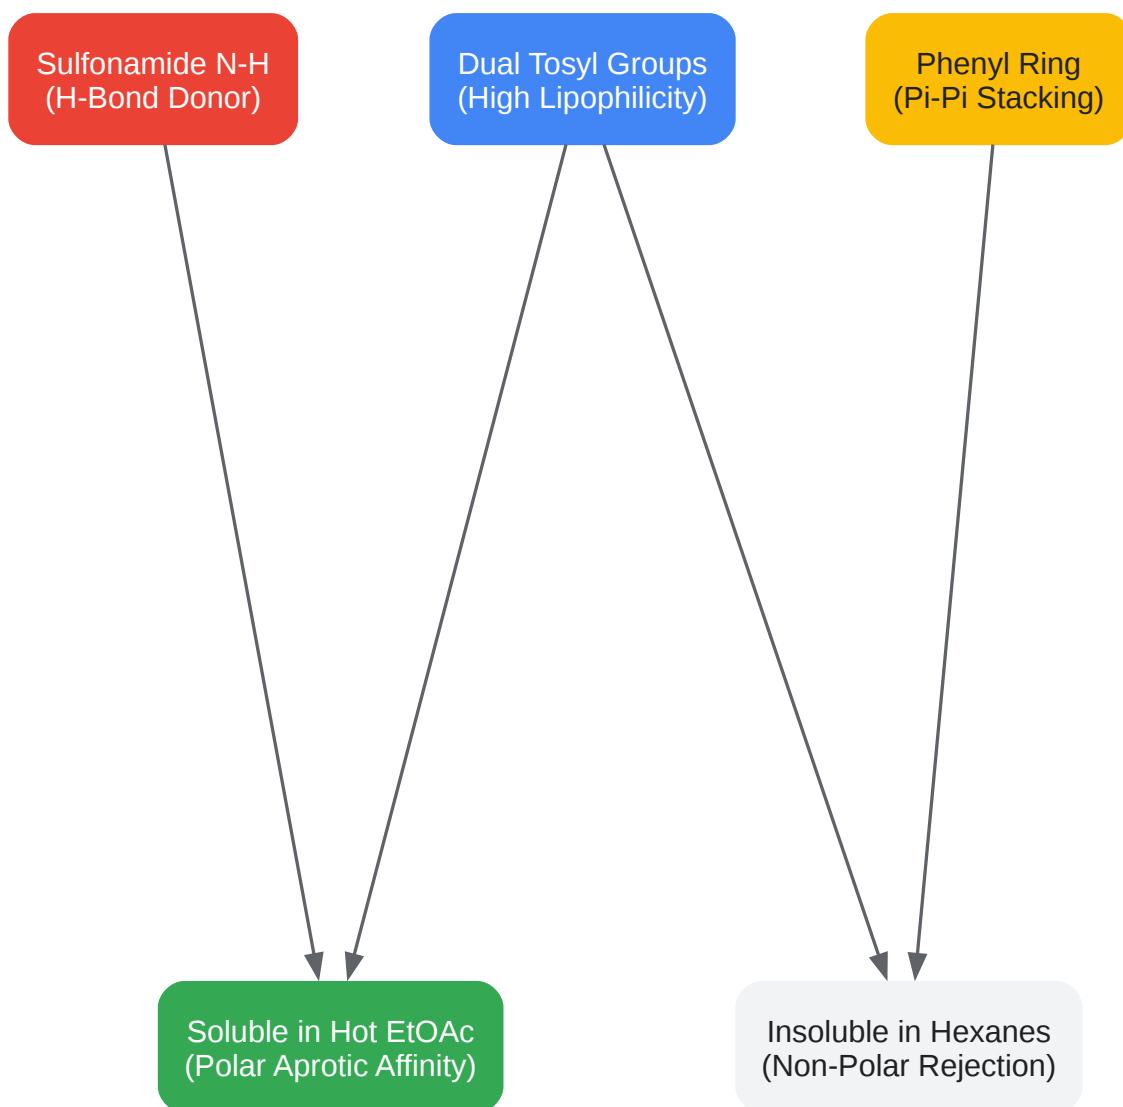 Sulfonamide N-H
(H-Bond Donor)
Dual Tosyl Groups
(High Lipophilicity)
Phenyl Ring
(Pi-Pi Stacking)
Soluble in Hot EtOAc
(Polar Aprotic Affinity)
Insoluble in Hexanes
(Non-Polar Rejection)